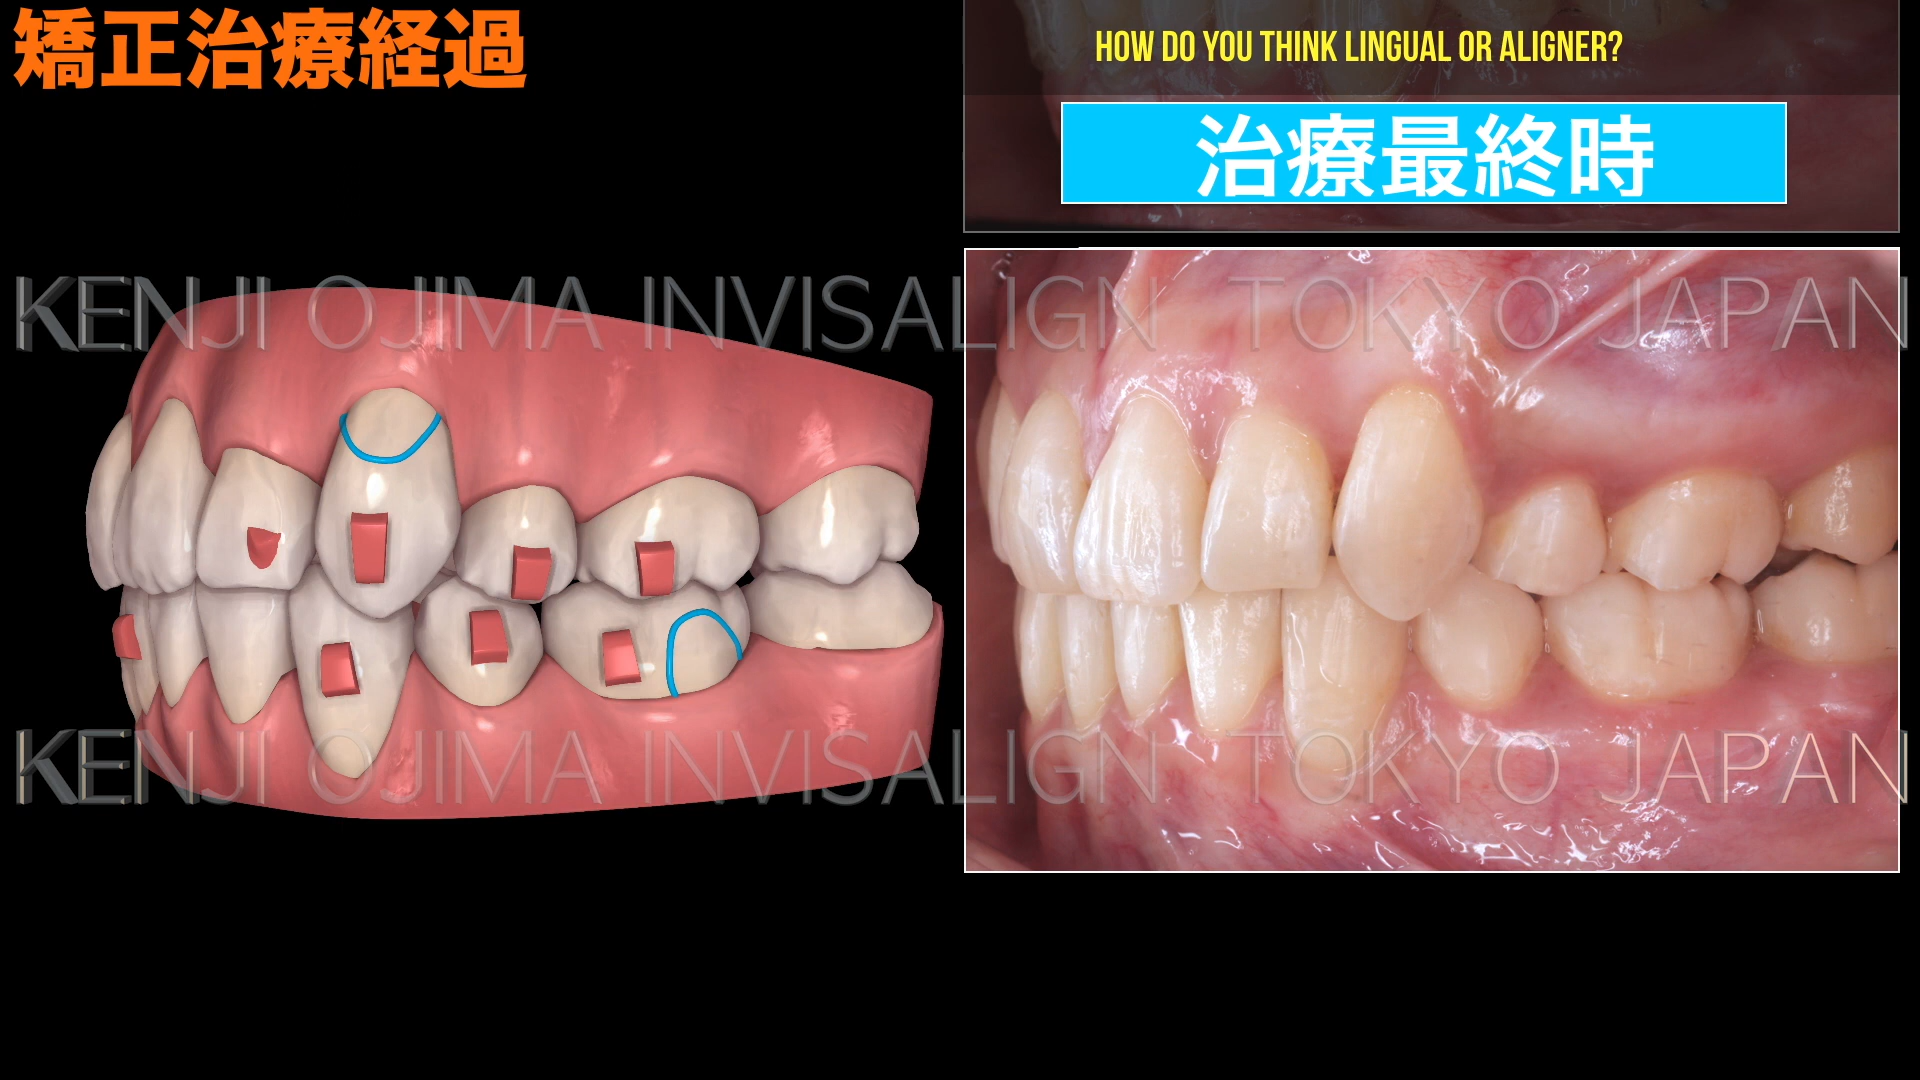 矯正治療経過
HOW DO YOU THINK LINGUAL OR ALIGNER?
治療最終時
KENJI OJIMA INVISALIGN TOKYO JAPAN
KENJI OJIMA INVISALIGN TOKYO JAPAN